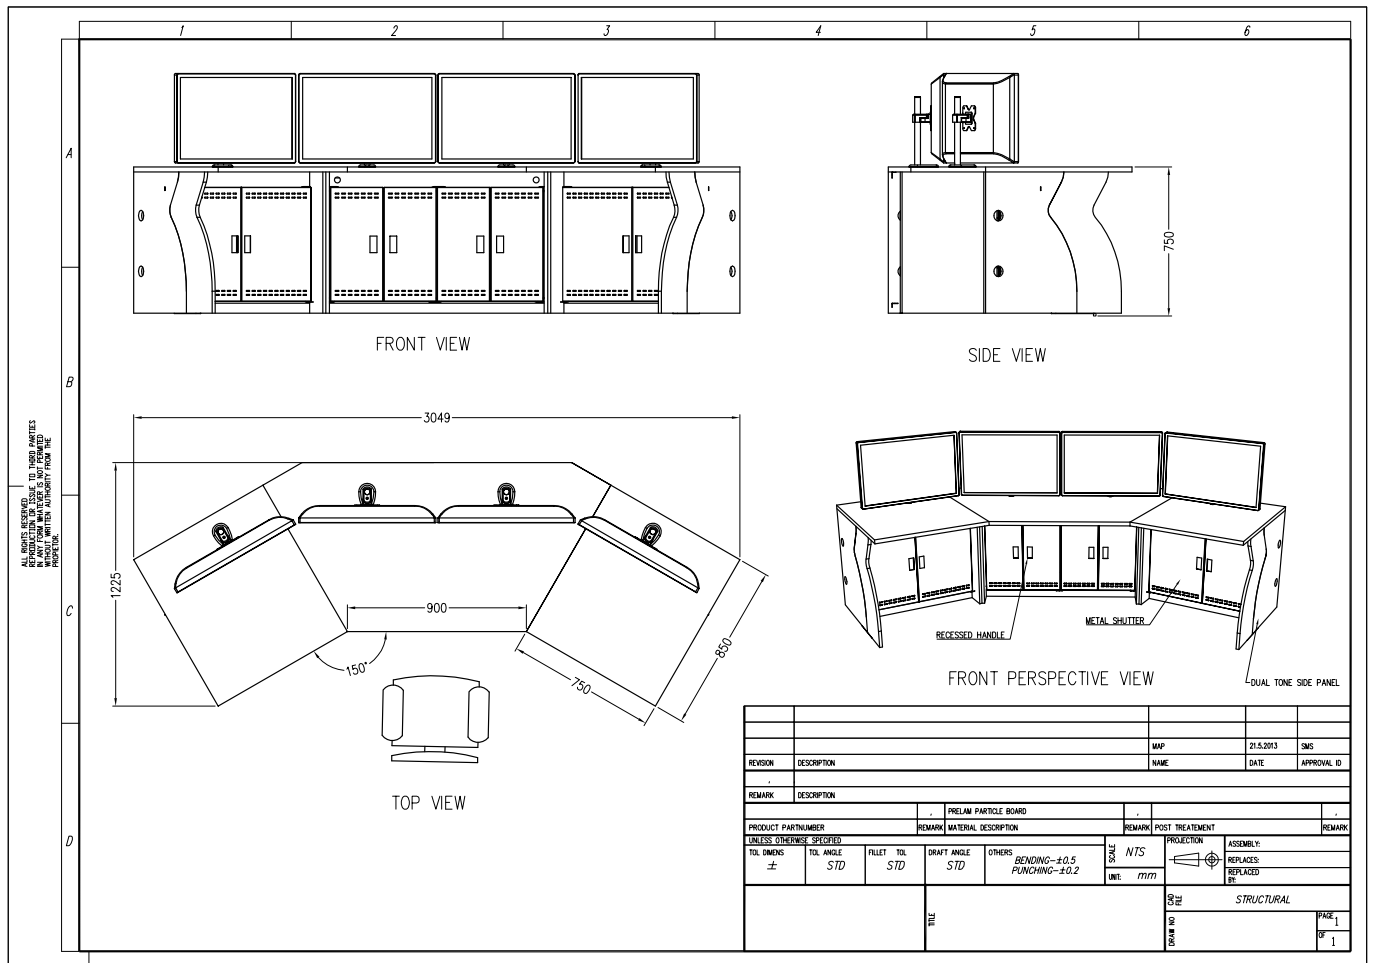 1 2 3 4 5 6
A
B
C
D
ALL RIGHTS RESERVED
REPRODUCTION OR ISSUE TO THIRD PARTIES
IN ANY FORM WHATEVER IS NOT PERMITED
WITHOUT WRITTEN AUTHORITY FROM THE
PROPIETOR.
FRONT VIEW
750
SIDE VIEW
3049
1225
900
150°
750
850
TOP VIEW
RECESSED HANDLE
METAL SHUTTER
DUAL TONE SIDE PANEL
FRONT PERSPECTIVE VIEW
MAP 21.5.2013 SMS
REVISION DESCRIPTION NAME DATE APPROVAL ID
REMARK DESCRIPTION
PRELAM PARTICLE BOARD
PRODUCT PARTNUMBER REMARK MATERIAL DESCRIPTION REMARK POST TREATEMENT REMARK
UNLESS OTHERWISE SPECIFIED
TOL DIMENS TOL ANGLE FILLET TOL DRAFT ANGLE OTHERS
± STD STD STD BENDING-±0.5
PUNCHING-±0.2
SCALE NTS
UNIT: mm
PROJECTION
ASSEMBLY:
REPLACES:
REPLACED
BY:
TITLE
CAD
FILE
STRUCTURAL
DRAW NO
PAGE 1
OF 1